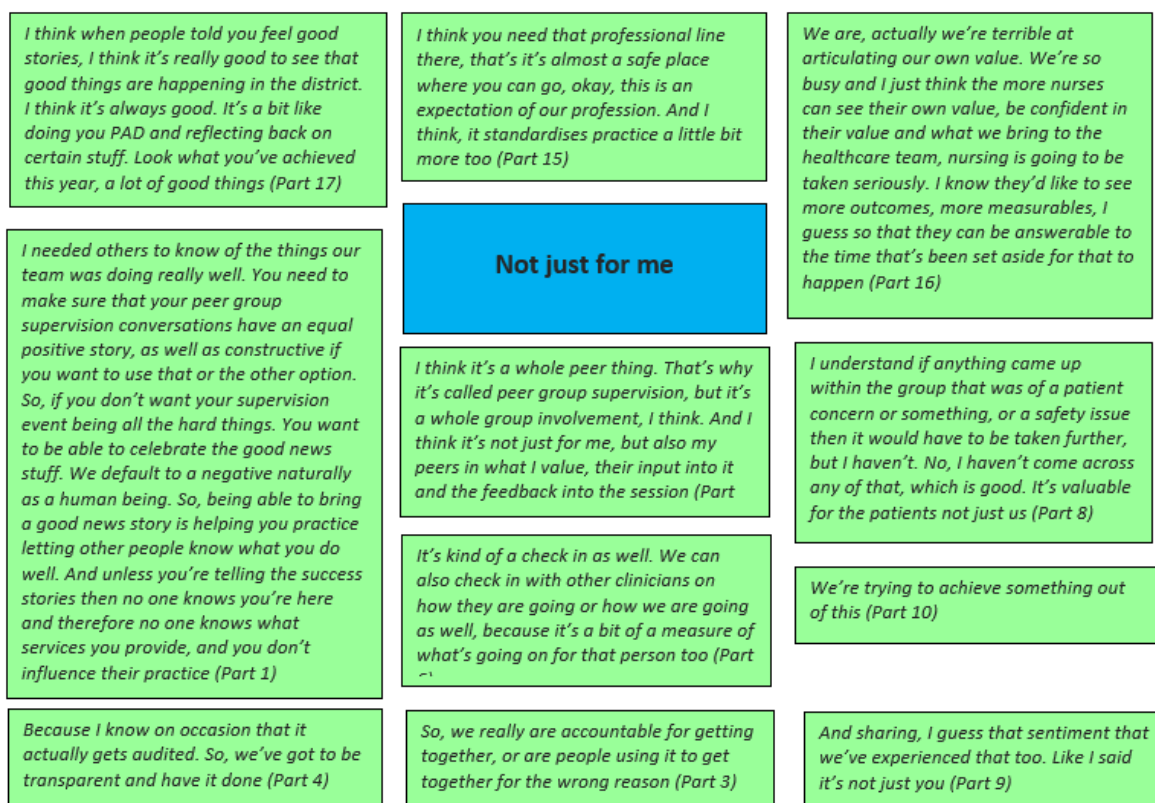 I think when people told you feel good
stories, I think it's really good to see that
good things are happening in the district.
I think it's always good. It's a bit like
doing you PAD and reflecting back on
certain stuff. Look what you've achieved
this year, a lot of good things (Part 17)
I needed others to know of the things our
team was doing really well. You need to
make sure that your peer group
supervision conversations have an equal
positive story, as well as constructive if
you want to use that or the other option.
So, if you don't want your supervision
event being all the hard things. You want
to be able to celebrate the good news
stuff. We default to a negative naturally
as a human being. So, being able to bring
a good news story is helping you practice
letting other people know what you do
well. And unless you're telling the success
stories then no one knows you're here
and therefore no one knows what
services you provide, and you don't
influence their practice (Part 1)
Because I know on occasion that it
actually gets audited. So, we've got to be
transparent and have it done (Part 4)
I think you need that professional line
there, that's it's almost a safe place
where you can go, okay, this is an
expectation of our profession. And I
think, it standardises practice a little bit
more too (Part 15)
Not just for me
I think it's a whole peer thing. That's why
it's called peer group supervision, but it's
a whole group involvement, I think. And I
think it's not just for me, but also my
peers in what I value, their input into it
and the feedback into the session (Part
It's kind of a check in as well. We can
also check in with other clinicians on
how they are going or how we are going
as well, because it's a bit of a measure of
what's going on for that person too (Part
So, we really are accountable for getting
together, or are people using it to get
together for the wrong reason (Part 3)
We are, actually we're terrible at
articulating our own value. We're so
busy and I just think the more nurses
can see their own value, be confident in
their value and what we bring to the
healthcare team, nursing is going to be
taken seriously. I know they'd like to see
more outcomes, more measurables, I
guess so that they can be answerable to
the time that's been set aside for that to
happen (Part 16)
I understand if anything came up
within the group that was of a patient
concern or something, or a safety issue
then it would have to be taken further,
but I haven't. No, I haven't come across
any of that, which is good. It's valuable
for the patients not just us (Part 8)
We're trying to achieve something out
of this (Part 10)
And sharing, I guess that sentiment that
we've experienced that too. Like I said
it's not just you (Part 9)